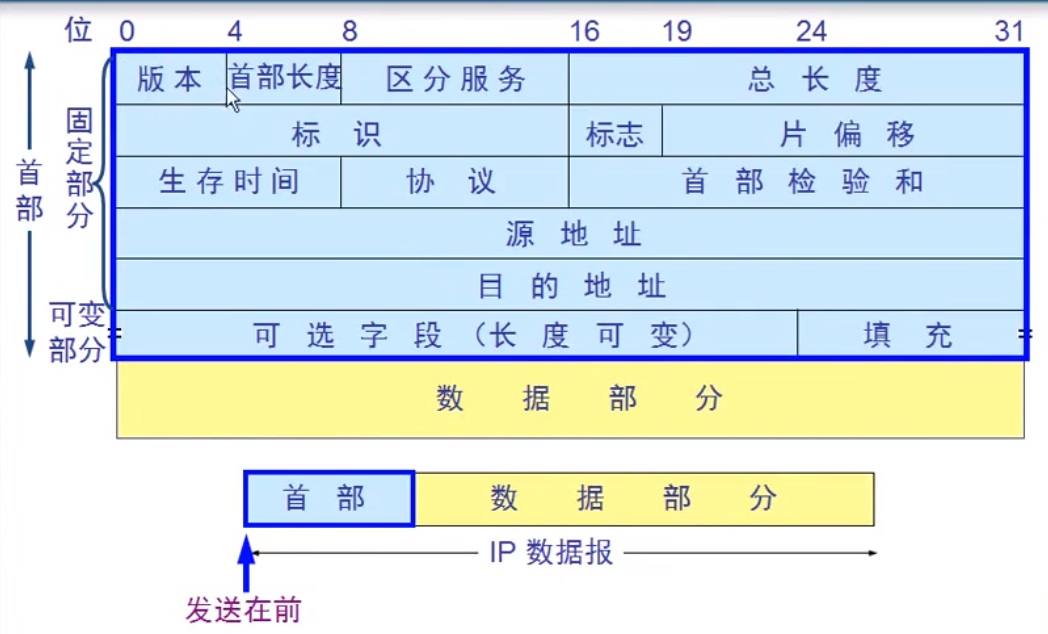 位 0 4 8 16 19 24 31
版本 首部长度 区分服务 总长度
标识 标志 片偏移
生存时间 协议 首部检验和
源地址
目的地址
可选字段（长度可变） 填充
首部
固定部分
可变部分
数据部分
首部 数据部分
IP 数据报
发送在前